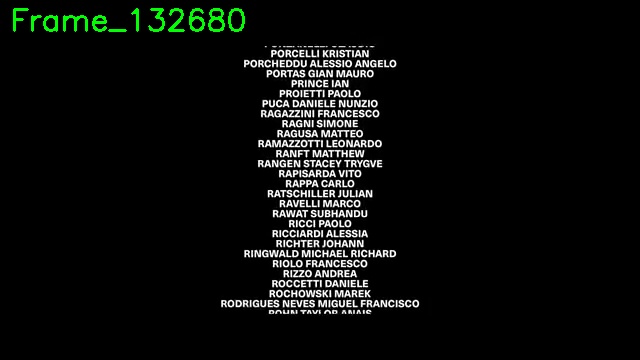 Frame_132680
PORCELLI KRISTIAN
PORCHEDDU ALESSIO ANGELO
PORTAS GIAN MAURO
PRINCE IAN
PROIETTI PAOLO
PUCA DANIELE NUNZIO
RAGAZZINI FRANCESCO
RAGNI SIMONE
RAGUSA MATTEO
RAMAZZOTTI LEONARDO
RANFT MATTHEW
RANGEN STACEY TRYGVE
RAPISARDA VITO
RAPPA CARLO
RATSCHILLER JULIAN
RAVELLI MARCO
RAWAT SUBHANDU
RICCI PAOLO
RICCIARDI ALESSIA
RICHTER JOHANN
RINGWALD MICHAEL RICHARD
RIOLO FRANCESCO
RIZZO ANDREA
ROCCETTI DANIELE
ROCHOWSKI MAREK
RODRIGUES NEVES MIGUEL FRANCISCO
ROHN TAYLOR ANAIS